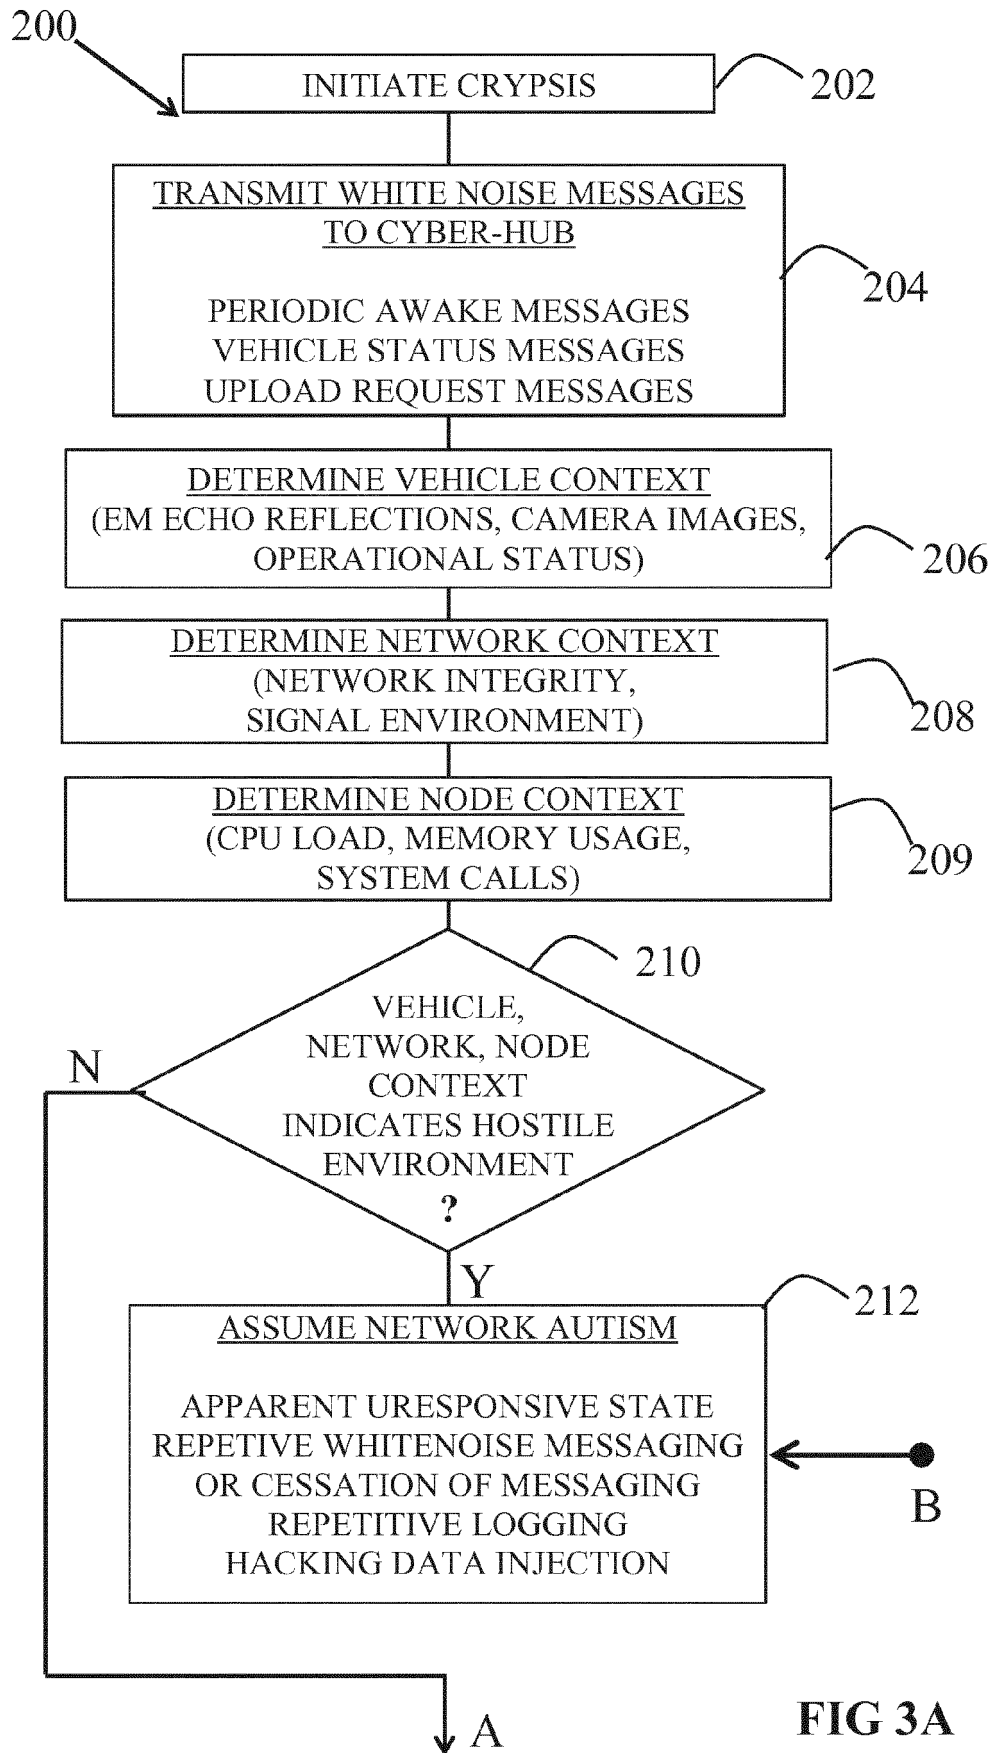 200
INITIATE CRYPSIS
202
TRANSMIT WHITE NOISE MESSAGES
TO CYBER-HUB
204
PERIODIC AWAKE MESSAGES
VEHICLE STATUS MESSAGES
UPLOAD REQUEST MESSAGES
DETERMINE VEHICLE CONTEXT
(EM ECHO REFLECTIONS, CAMERA IMAGES,
OPERATIONAL STATUS)
206
DETERMINE NETWORK CONTEXT
(NETWORK INTEGRITY,
SIGNAL ENVIRONMENT)
208
DETERMINE NODE CONTEXT
(CPU LOAD, MEMORY USAGE,
SYSTEM CALLS)
209
210
VEHICLE,
NETWORK, NODE
CONTEXT
INDICATES HOSTILE
ENVIRONMENT
?
N
Y
212
ASSUME NETWORK AUTISM
APPARENT URESPONSIVE STATE
REPETIVE WHITENOISE MESSAGING
OR CESSATION OF MESSAGING
REPETITIVE LOGGING
HACKING DATA INJECTION
B
A
FIG 3A